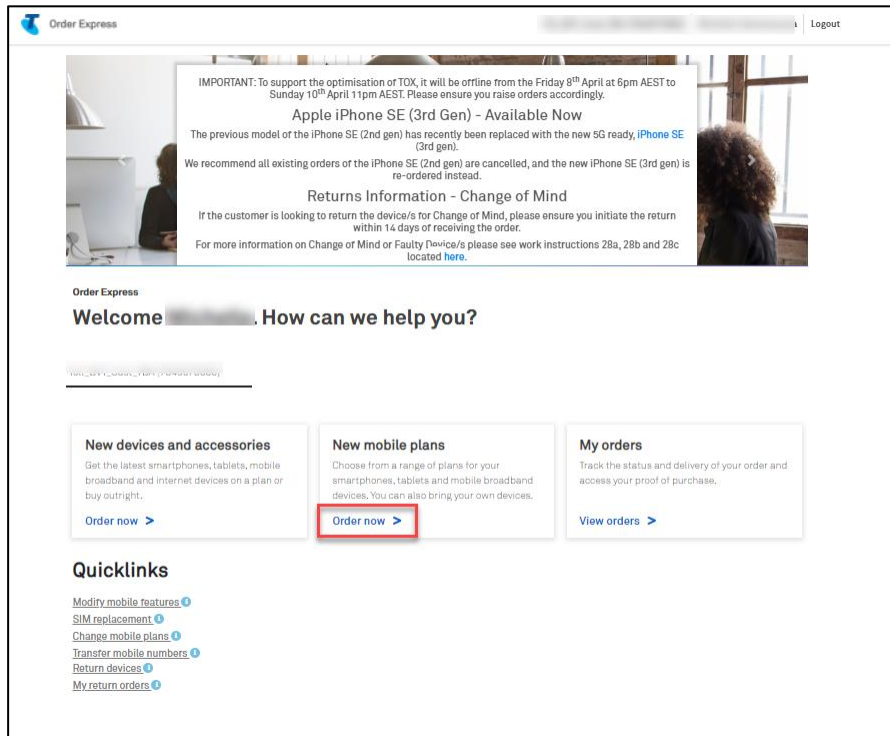 Order Express
Logout
IMPORTANT: To support the optimisation of TOX, it will be offline from the Friday 8th April at 6pm AEST to
Sunday 10th April 11pm AEST. Please ensure you raise orders accordingly.
Apple iPhone SE (3rd Gen) - Available Now
The previous model of the iPhone SE (2nd gen) has recently been replaced with the new 5G ready, iPhone SE
(3rd gen).
We recommend all existing orders of the iPhone SE (2nd gen) are cancelled, and the new iPhone SE (3rd gen) is
re-ordered instead.
Returns Information - Change of Mind
If the customer is looking to return the device/s for Change of Mind, please ensure you initiate the return
within 14 days of receiving the order.
For more information on Change of Mind or Faulty Device/s please see work instructions 28a, 28b and 28c
located here.
Order Express
Welcome . How can we help you?
New devices and accessories
Get the latest smartphones, tablets, mobile
broadband and internet devices on a plan or
buy outright.
Order now >
New mobile plans
Choose from a range of plans for your
smartphones, tablets and mobile broadband
devices. You can also bring your own devices.
Order now >
My orders
Track the status and delivery of your order and
access your proof of purchase.
View orders >
Quicklinks
Modify mobile features
SIM replacement
Change mobile plans
Transfer mobile numbers
Return devices
My return orders